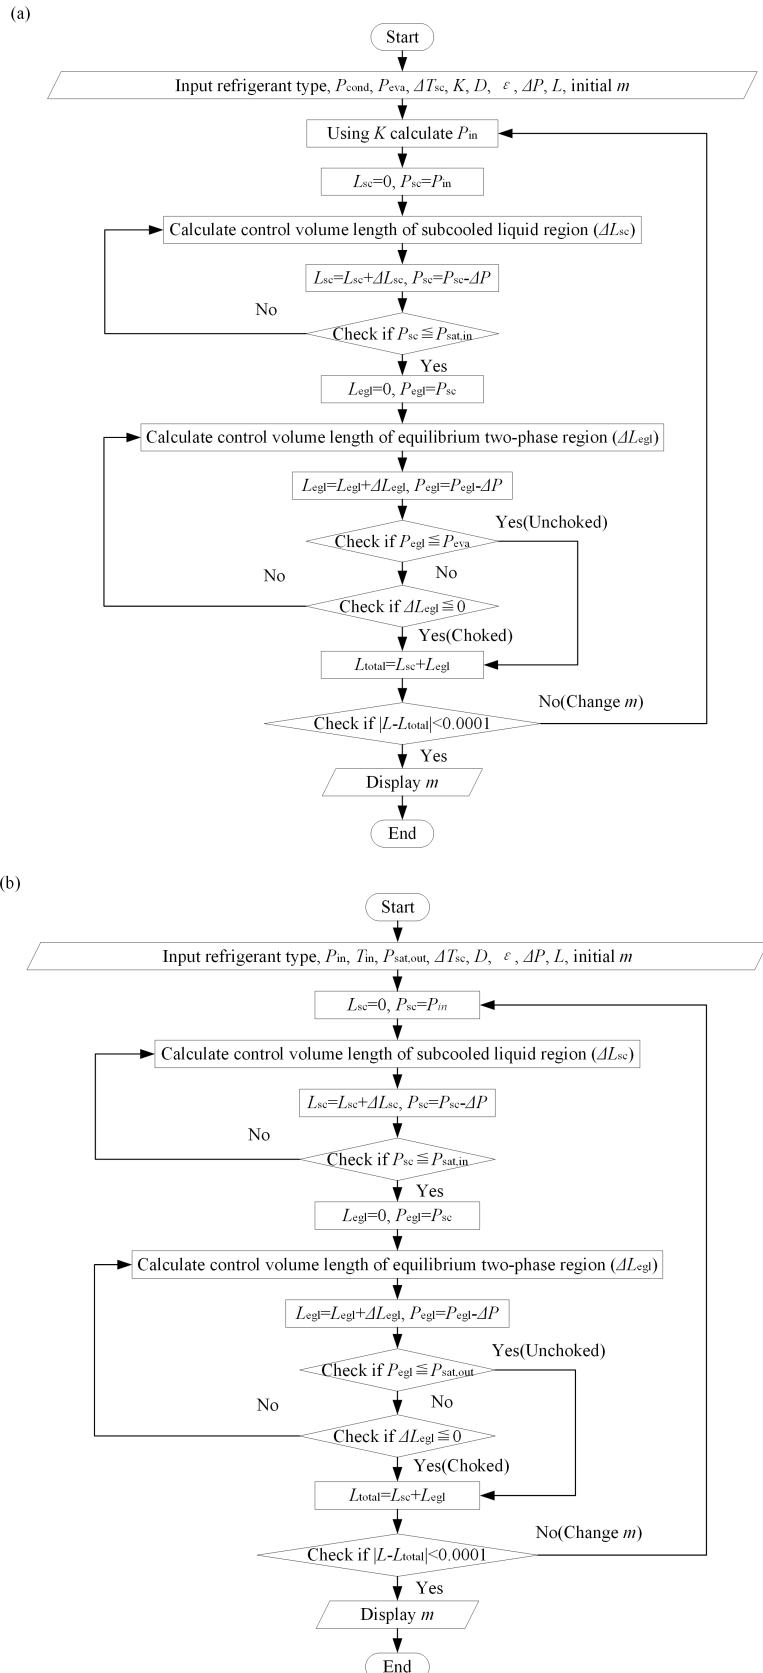 (a)
Start
Input refrigerant type, Pcond, Peva, ΔTsc, K, D, ε, ΔP, L, initial m
Using K calculate Pin
Lsc=0, Psc=Pin
Calculate control volume length of subcooled liquid region (ΔLsc)
Lsc=Lsc+ΔLsc, Psc=Psc-ΔP
No
Check if Psc≦Psat,in
Yes
Legl=0, Pegl=Psc
Calculate control volume length of equilibrium two-phase region (ΔLegl)
Legl=Legl+ΔLegl, Pegl=Pegl-ΔP
Yes(Unchoked)
Check if Pegl≦Peva
No
No
Check if ΔLegl≦0
Yes(Choked)
Ltotal=Lsc+Legl
No(Change m)
Check if |L-Ltotal|<0.0001
Yes
Display m
End
(b)
Start
Input refrigerant type, Pin, Tin, Psat,out, ΔTsc, D, ε, ΔP, L, initial m
Lsc=0, Psc=Pin
Calculate control volume length of subcooled liquid region (ΔLsc)
Lsc=Lsc+ΔLsc, Psc=Psc-ΔP
No
Check if Psc≦Psat,in
Yes
Legl=0, Pegl=Psc
Calculate control volume length of equilibrium two-phase region (ΔLegl)
Legl=Legl+ΔLegl, Pegl=Pegl-ΔP
Yes(Unchoked)
Check if Pegl≦Psat,out
No
No
Check if ΔLegl≦0
Yes(Choked)
Ltotal=Lsc+Legl
No(Change m)
Check if |L-Ltotal|<0.0001
Yes
Display m
End